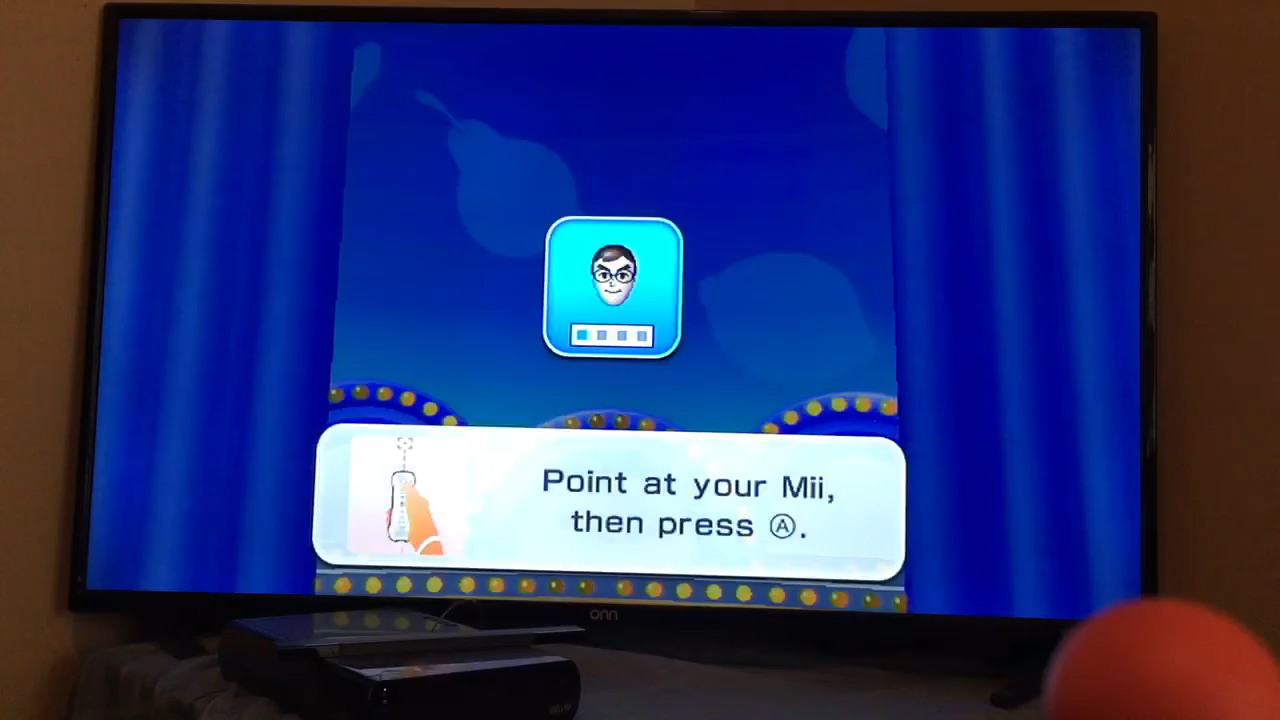 Point at your Mii,
then press Ⓐ.
onn